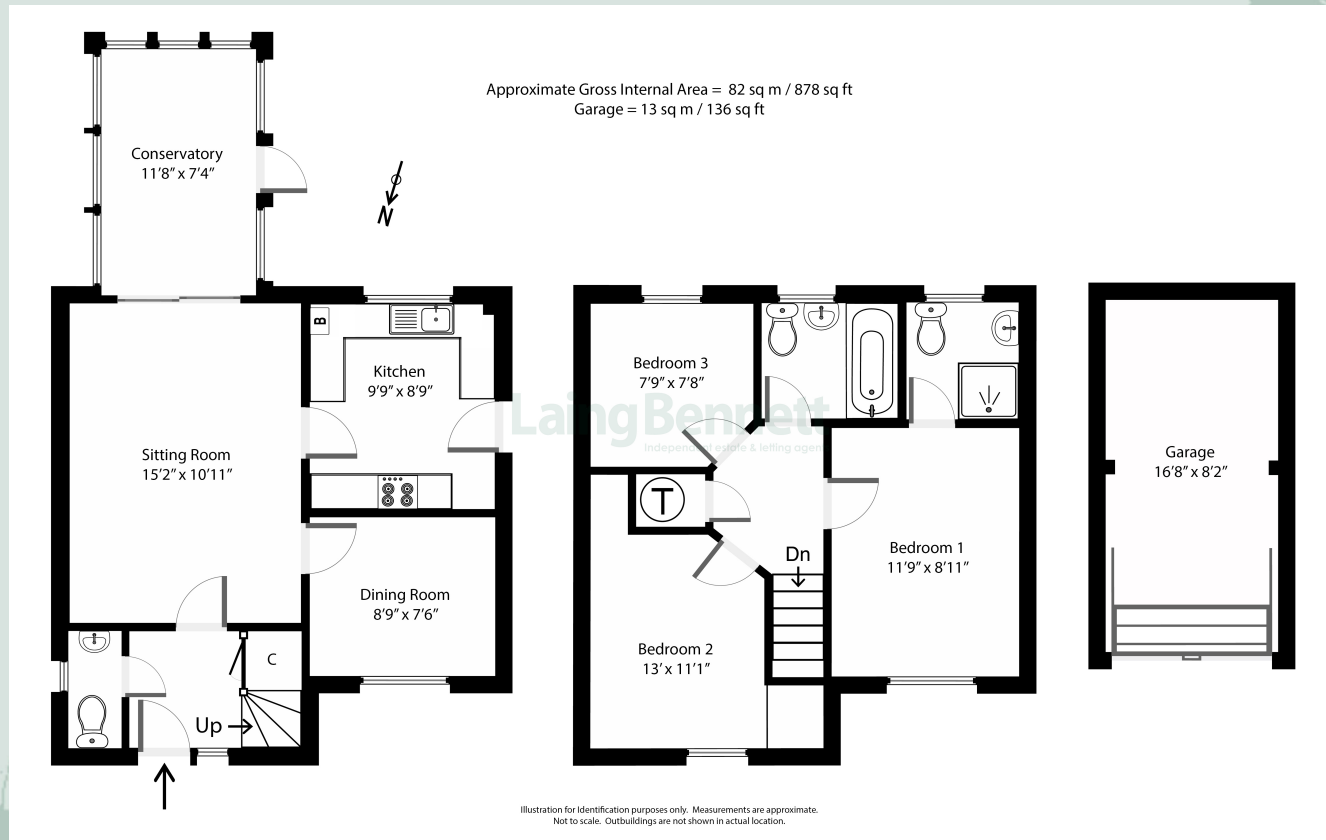 Approximate Gross Internal Area = 82 sq m / 878 sq ft
Garage = 13 sq m / 136 sq ft
Conservatory
11'8" x 7'4"
N
B
Kitchen
9'9" x 8'9"
Sitting Room
15'2" x 10'11"
Dining Room
8'9" x 7'6"
C
Up
Bedroom 3
7'9" x 7'8"
LaingBennett
independent estate & letting agents
T
Dn
Bedroom 1
11'9" x 8'11"
Bedroom 2
13' x 11'1"
Garage
16'8" x 8'2"
Illustration for Identification purposes only. Measurements are approximate.
Not to scale. Outbuildings are not shown in actual location.